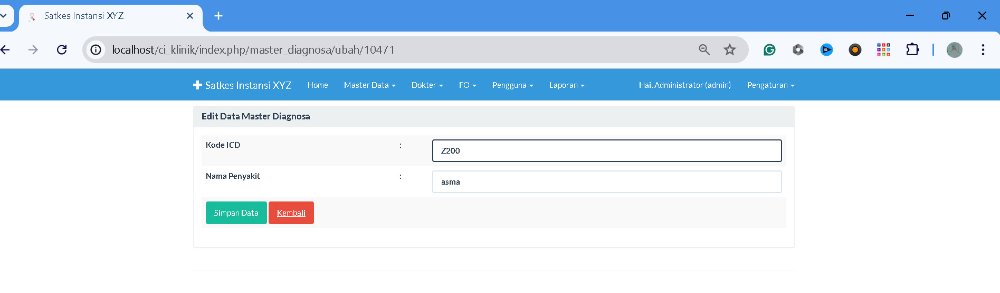 Satkes Instansi XYZ
localhost/ci_klinik/index.php/master_diagnosa/ubah/10471
Satkes Instansi XYZ Home Master Data Dokter FO Pengguna Laporan Hai, Administrator (admin) Pengaturan
Edit Data Master Diagnosa
Kode ICD : Z200
Nama Penyakit : asma
Simpan Data Kembali